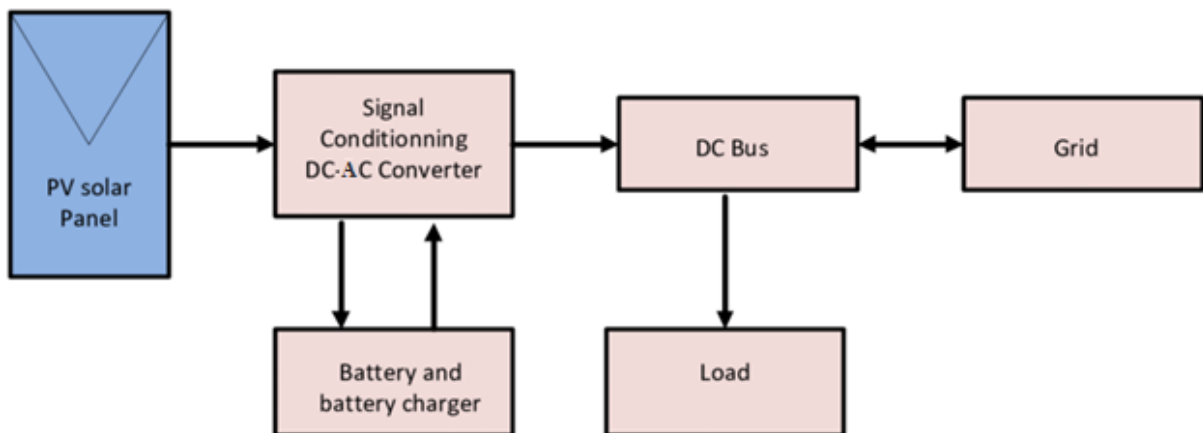 PV solar
Panel
Signal
Conditionning
DC-AC Converter
DC Bus
Grid
Battery and
battery charger
Load